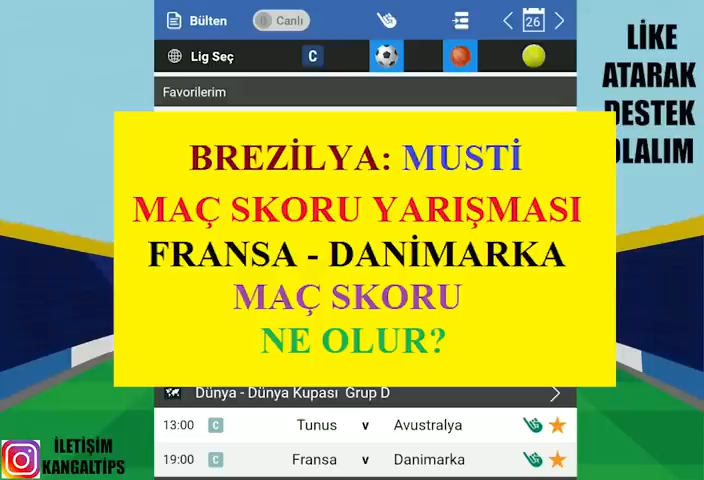 Bülten
Canlı
26
Lig Seç
C
Favorilerim
LİKE
ATARAK
DESTEK
OLALIM
BREZİLYA: MUSTİ
MAÇ SKORU YARIŞMASI
FRANSA - DANİMARKA
MAÇ SKORU
NE OLUR?
Dünya - Dünya Kupası Grup D
13:00 C Tunus v Avustralya
19:00 C Fransa v Danimarka
İLETİŞİM
KANGALTİPS